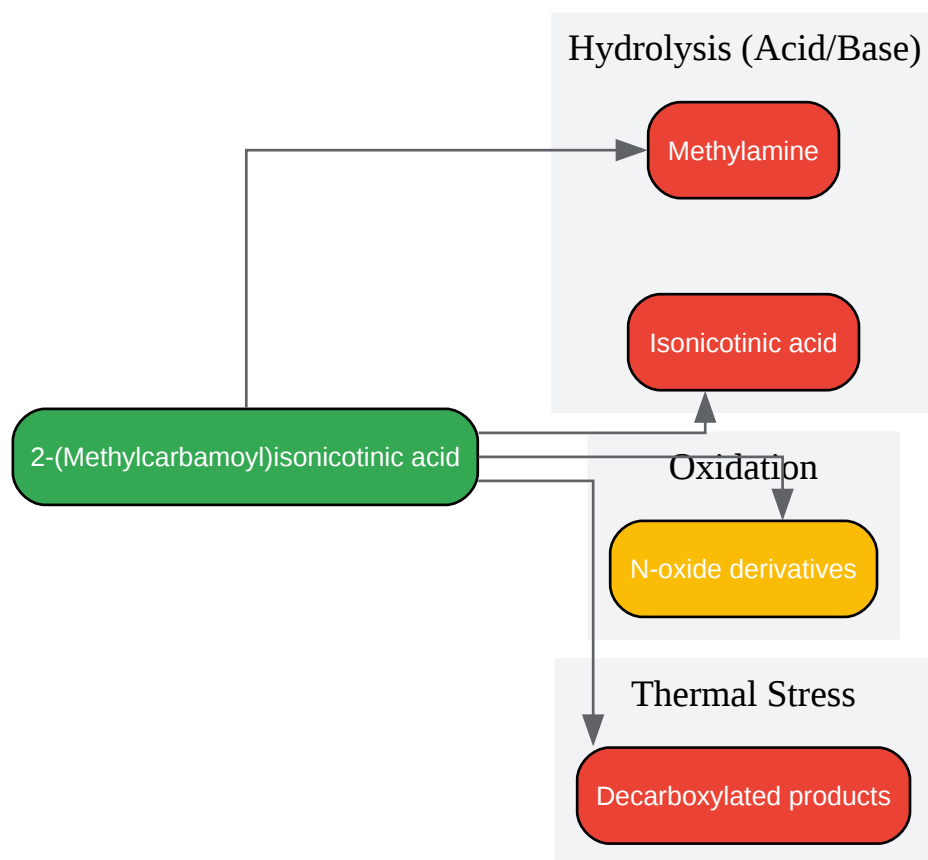 Hydrolysis (Acid/Base)
Methylamine
Isonicotinic acid
2-(Methylcarbamoyl)isonicotinic acid
Oxidation
N-oxide derivatives
Thermal Stress
Decarboxylated products